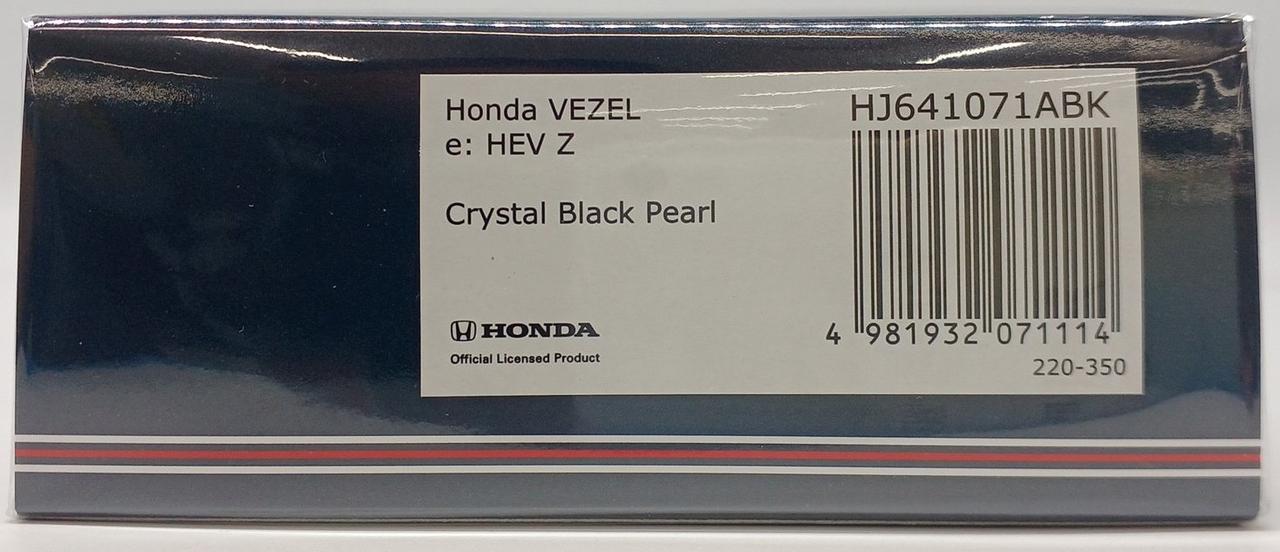 Honda VEZEL
e: HEV Z
Crystal Black Pearl
HONDA
Official Licensed Product
HJ641071ABK
4 981932 071114
220-350